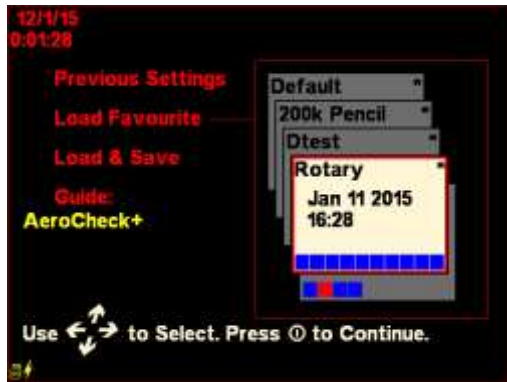 12/1/15
0:01:28
Previous Settings
Load Favourite
Load & Save
Guide:
AeroCheck+
Default "
200k Pencil "
Dtest "
Rotary "
Jan 11 2015
16:28
Use to Select. Press to Continue.